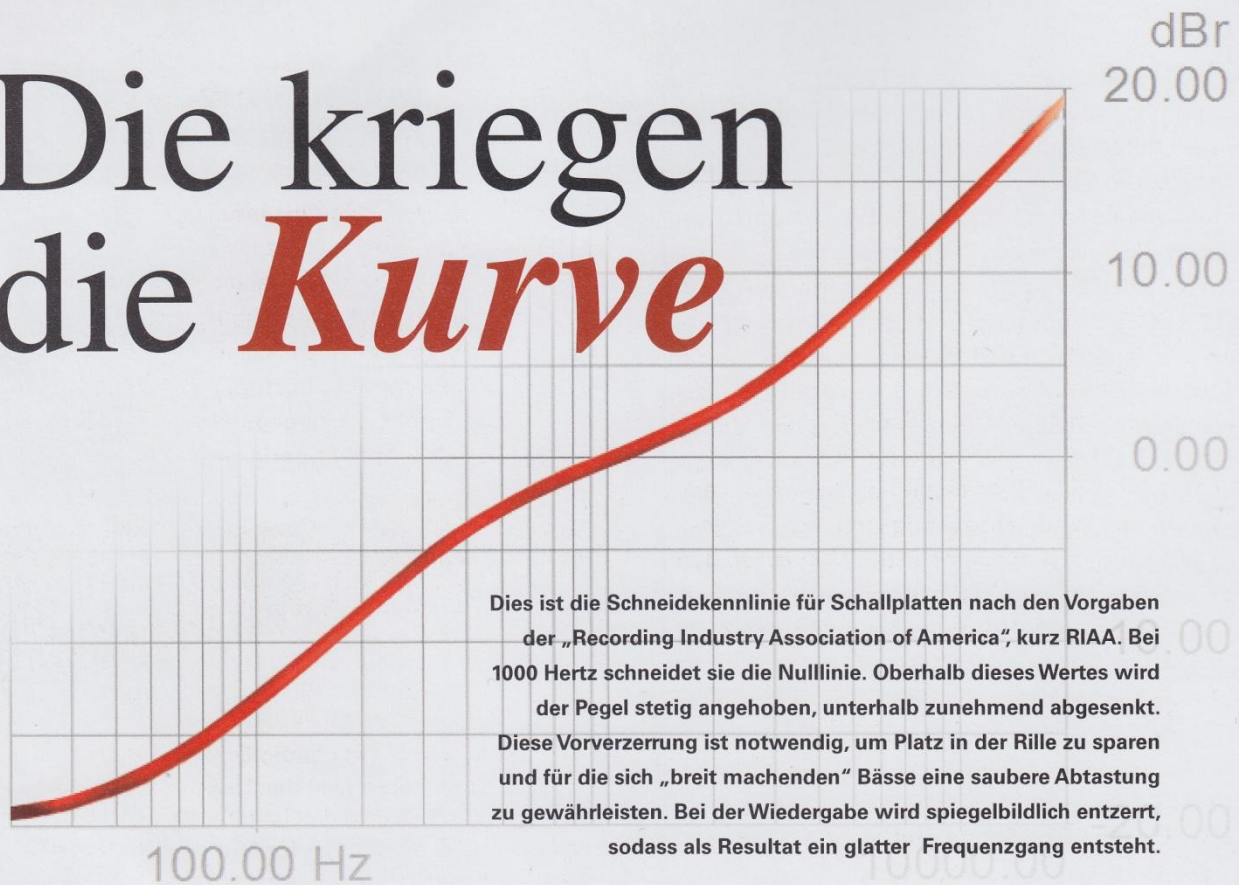 dBr
20.00
Die kriegen
die Kurve
10.00
0.00
Dies ist die Schneidekennlinie für Schallplatten nach den Vorgaben
der „Recording Industry Association of America“, kurz RIAA. Bei
1000 Hertz schneidet sie die Nulllinie. Oberhalb dieses Wertes wird
der Pegel stetig angehoben, unterhalb zunehmend abgesenkt.
Diese Vorverzerrung ist notwendig, um Platz in der Rille zu sparen
und für die sich „breit machenden“ Bässe eine saubere Abtastung
zu gewährleisten. Bei der Wiedergabe wird spiegelbildlich entzerrt,
sodass als Resultat ein glatter Frequenzgang entsteht.
-20.00
100.00 Hz
10000.00